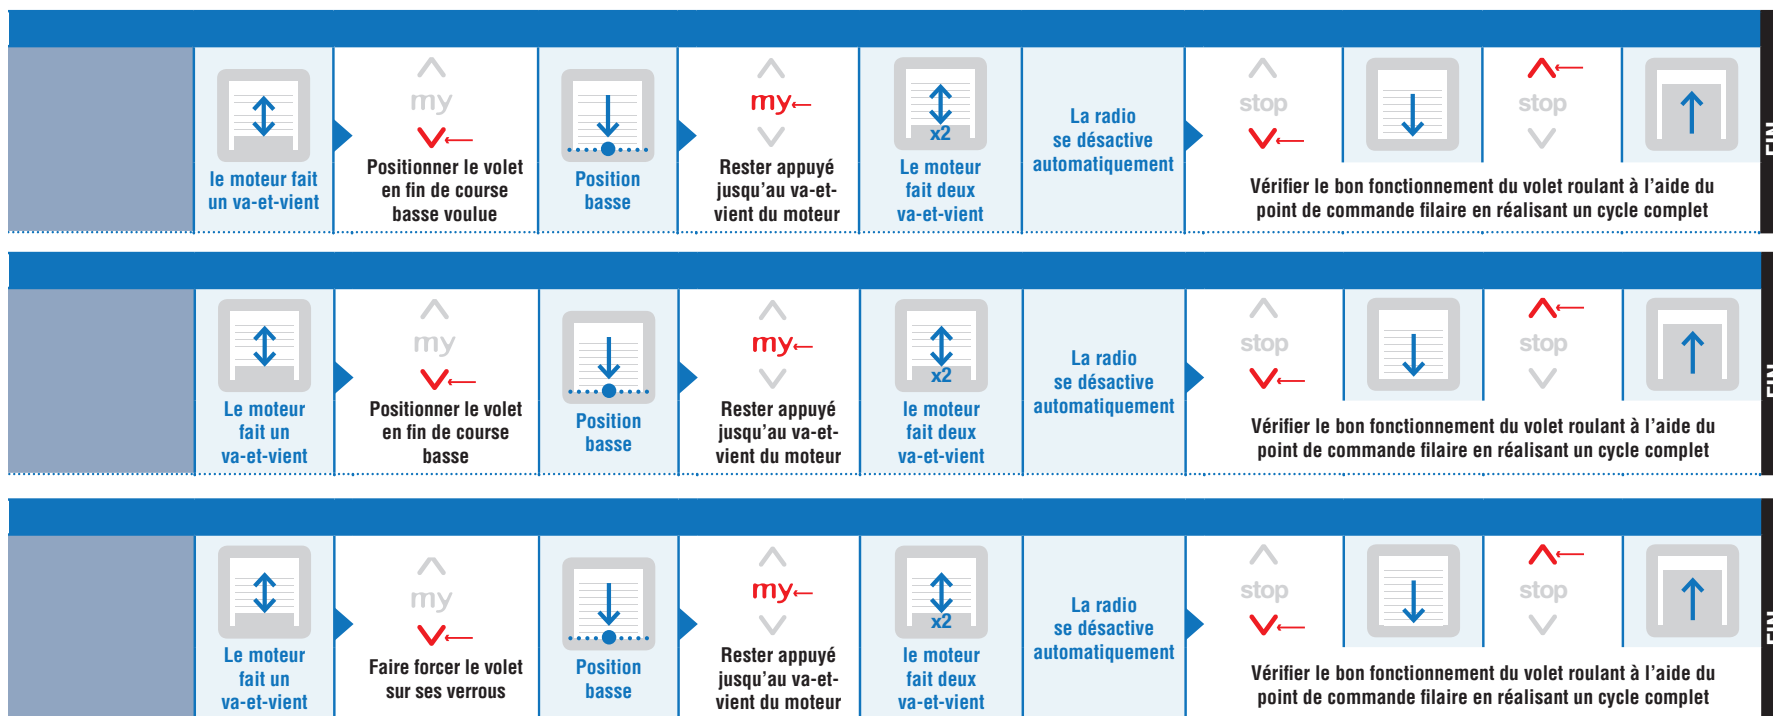 my
my
stop
stop
x2
le moteur fait
un va-et-vient
Positionner le volet
en fin de course
basse voulue
Position
basse
Rester appuyé
jusqu'au va-et-
vient du moteur
Le moteur
fait deux
va-et-vient
La radio
se désactive
automatiquement
Vérifier le bon fonctionnement du volet roulant à l'aide du
point de commande filaire en réalisant un cycle complet
FIN
my
my
stop
stop
x2
Le moteur
fait un
va-et-vient
Positionner le volet
en fin de course
basse
Position
basse
Rester appuyé
jusqu'au va-et-
vient du moteur
le moteur
fait deux
va-et-vient
La radio
se désactive
automatiquement
Vérifier le bon fonctionnement du volet roulant à l'aide du
point de commande filaire en réalisant un cycle complet
FIN
my
my
stop
stop
x2
Le moteur
fait un
va-et-vient
Faire forcer le volet
sur ses verrous
Position
basse
Rester appuyé
jusqu'au va-et-
vient du moteur
le moteur
fait deux
va-et-vient
La radio
se désactive
automatiquement
Vérifier le bon fonctionnement du volet roulant à l'aide du
point de commande filaire en réalisant un cycle complet
FIN